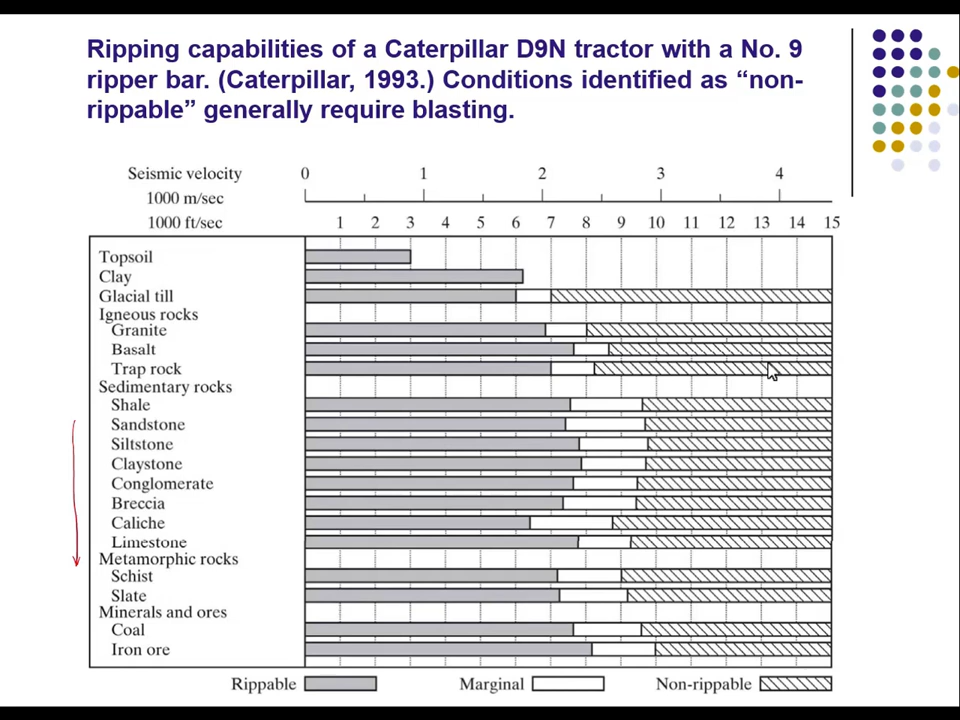 Ripping capabilities of a Caterpillar D9N tractor with a No. 9
ripper bar. (Caterpillar, 1993.) Conditions identified as “non-
rippable” generally require blasting.
Seismic velocity 0 1 2 3 4
1000 m/sec
1000 ft/sec 1 2 3 4 5 6 7 8 9 10 11 12 13 14 15
Topsoil
Clay
Glacial till
Igneous rocks
Granite
Basalt
Trap rock
Sedimentary rocks
Shale
Sandstone
Siltstone
Claystone
Conglomerate
Breccia
Caliche
Limestone
Metamorphic rocks
Schist
Slate
Minerals and ores
Coal
Iron ore
Rippable Marginal Non-rippable